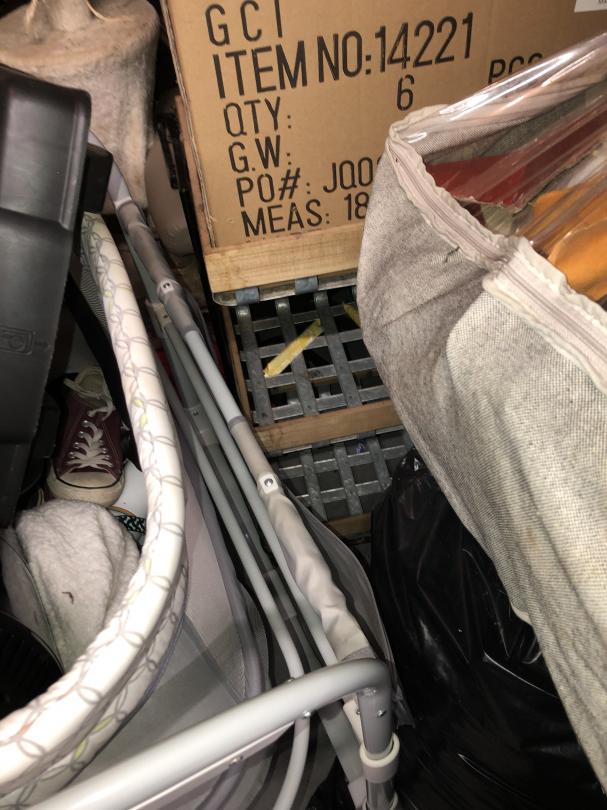 GCI
ITEM NO:14221
QTY: 6
G.W:
PO#: JQ0
MEAS: 18